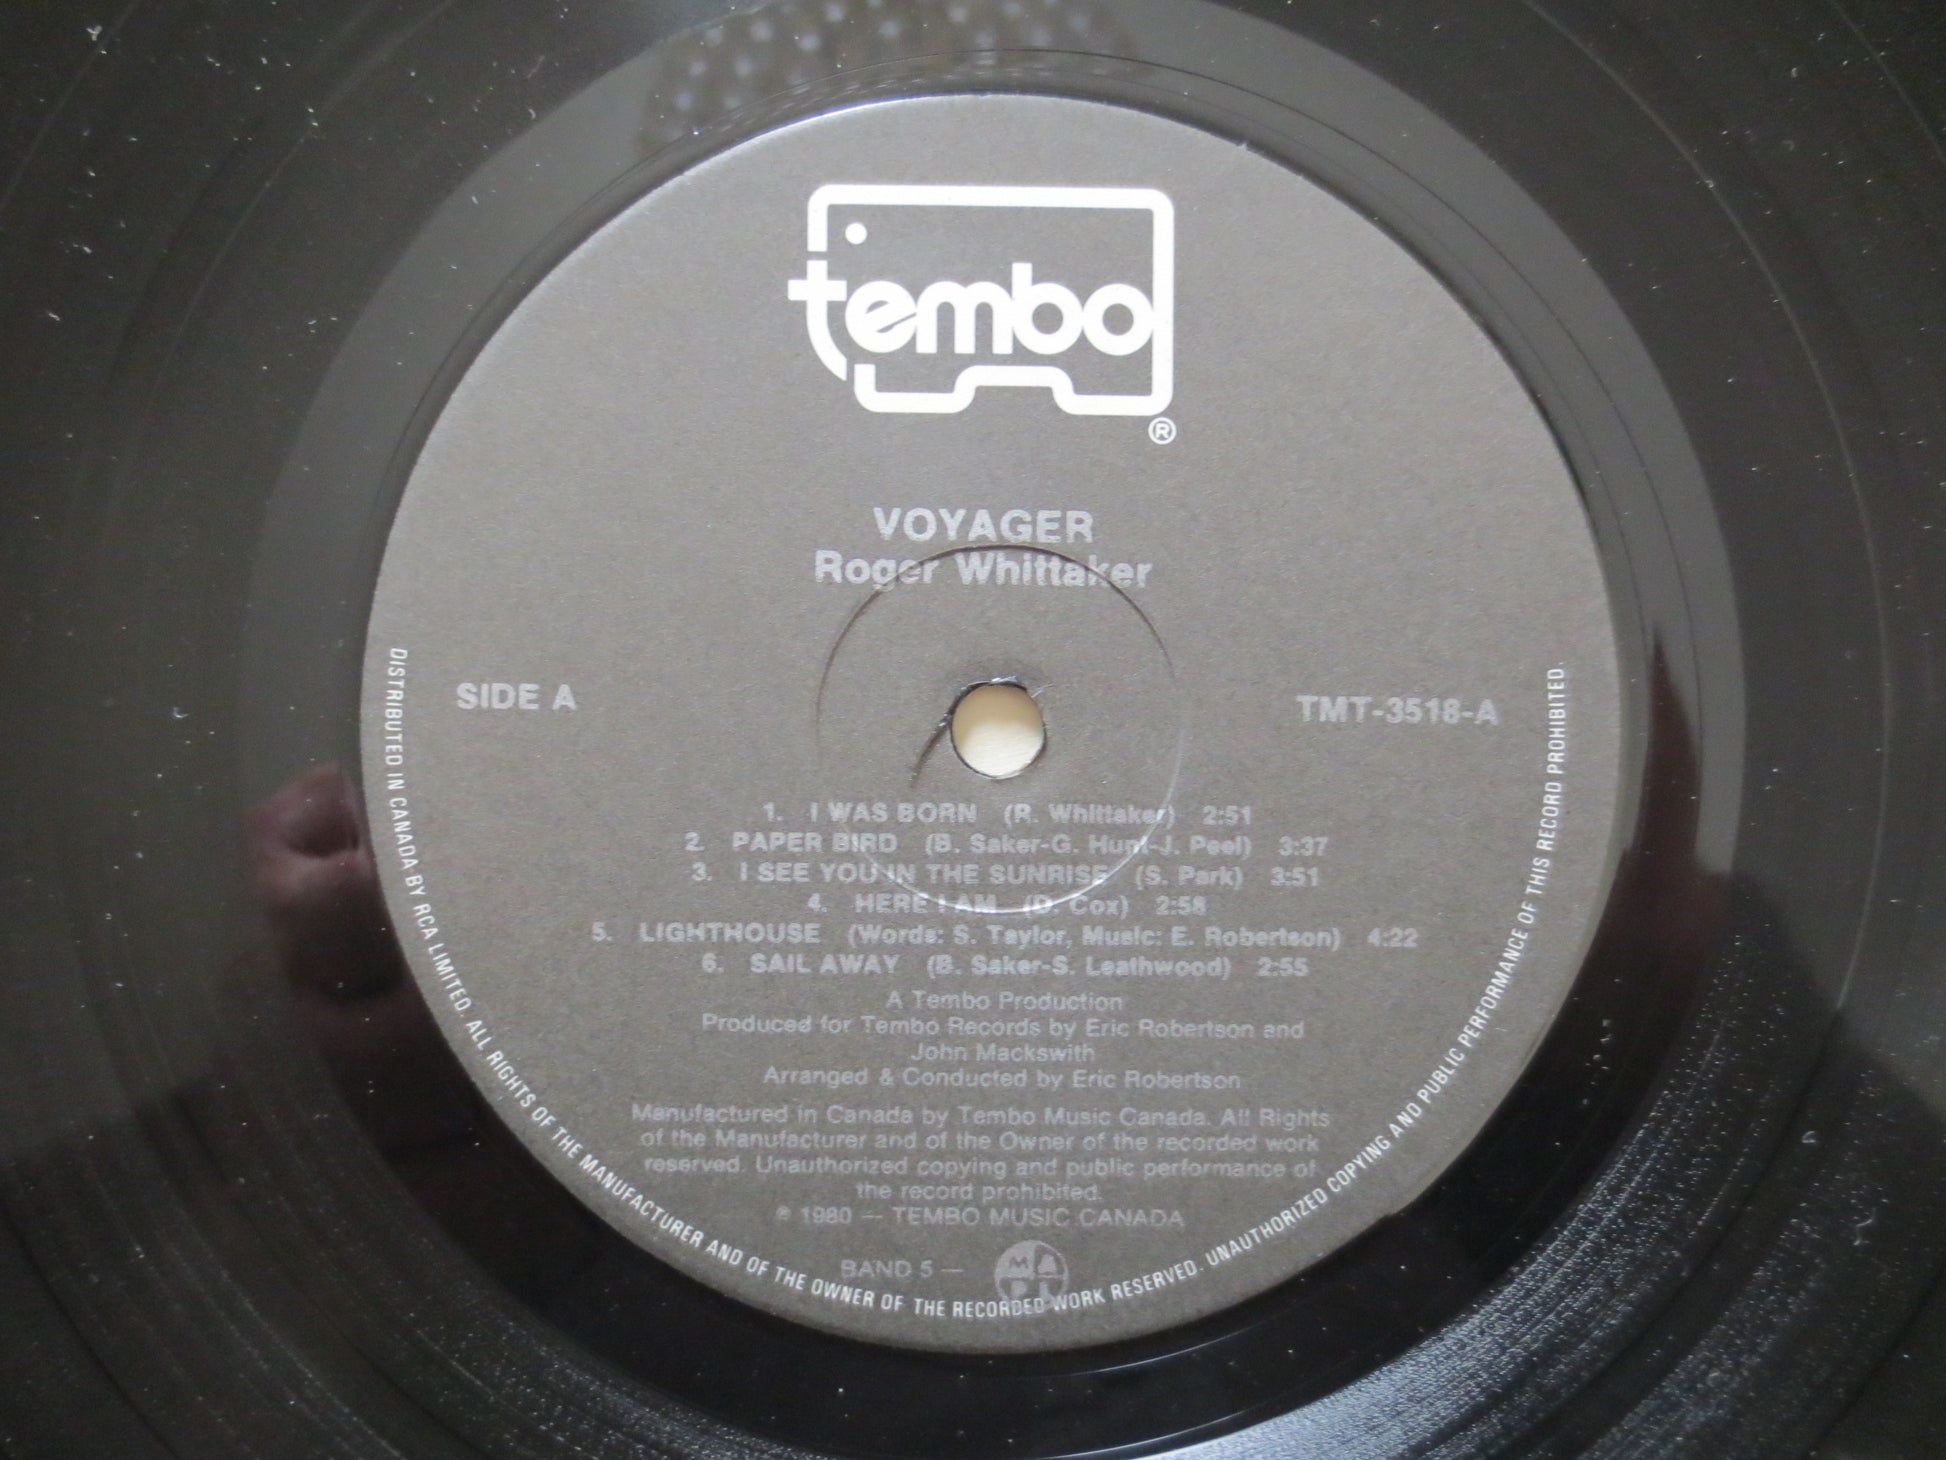 tembo
®
VOYAGER
Roger Whittaker
SIDE A
TMT-3518-A
1. I WAS BORN (R. Whittaker) 2:51
2. PAPER BIRD (B. Saker-G. Hunt-J. Peel) 3:37
3. I SEE YOU IN THE SUNRISE (S. Park) 3:51
4. HERE I AM (D. Cox) 2:58
5. LIGHTHOUSE (Words: S. Taylor, Music: E. Robertson) 4:22
6. SAIL AWAY (B. Saker-S. Leathwood) 2:55
A Tembo Production
Produced for Tembo Records by Eric Robertson and
John Mackswith
Arranged & Conducted by Eric Robertson
Manufactured in Canada by Tembo Music Canada. All Rights
of the Manufacturer and of the Owner of the recorded work
reserved. Unauthorized copying and public performance of
the record prohibited.
℗ 1980 — TEMBO MUSIC CANADA
BAND 5 — MAPL
DISTRIBUTED IN CANADA BY RCA LIMITED. ALL RIGHTS OF THE MANUFACTURER AND OF THE OWNER OF THE RECORDED WORK RESERVED. UNAUTHORIZED COPYING AND PUBLIC PERFORMANCE OF THIS RECORD PROHIBITED.